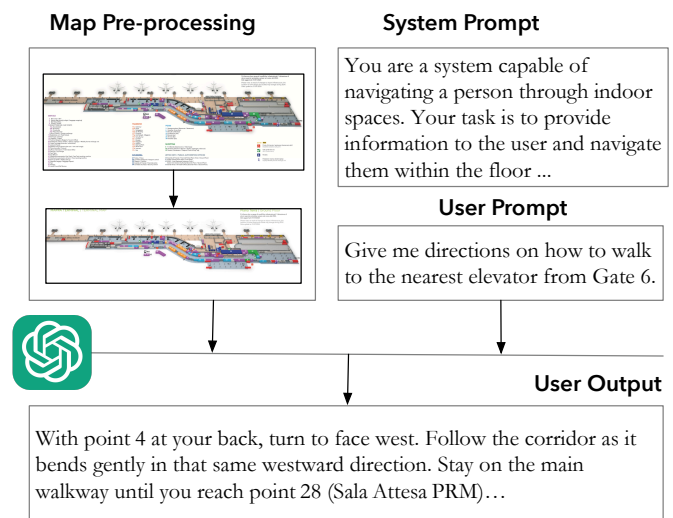 Map Pre-processing
System Prompt
You are a system capable of
navigating a person through indoor
spaces. Your task is to provide
information to the user and navigate
them within the floor ...
User Prompt
Give me directions on how to walk
to the nearest elevator from Gate 6.
User Output
With point 4 at your back, turn to face west. Follow the corridor as it
bends gently in that same westward direction. Stay on the main
walkway until you reach point 28 (Sala Attesa PRM)…